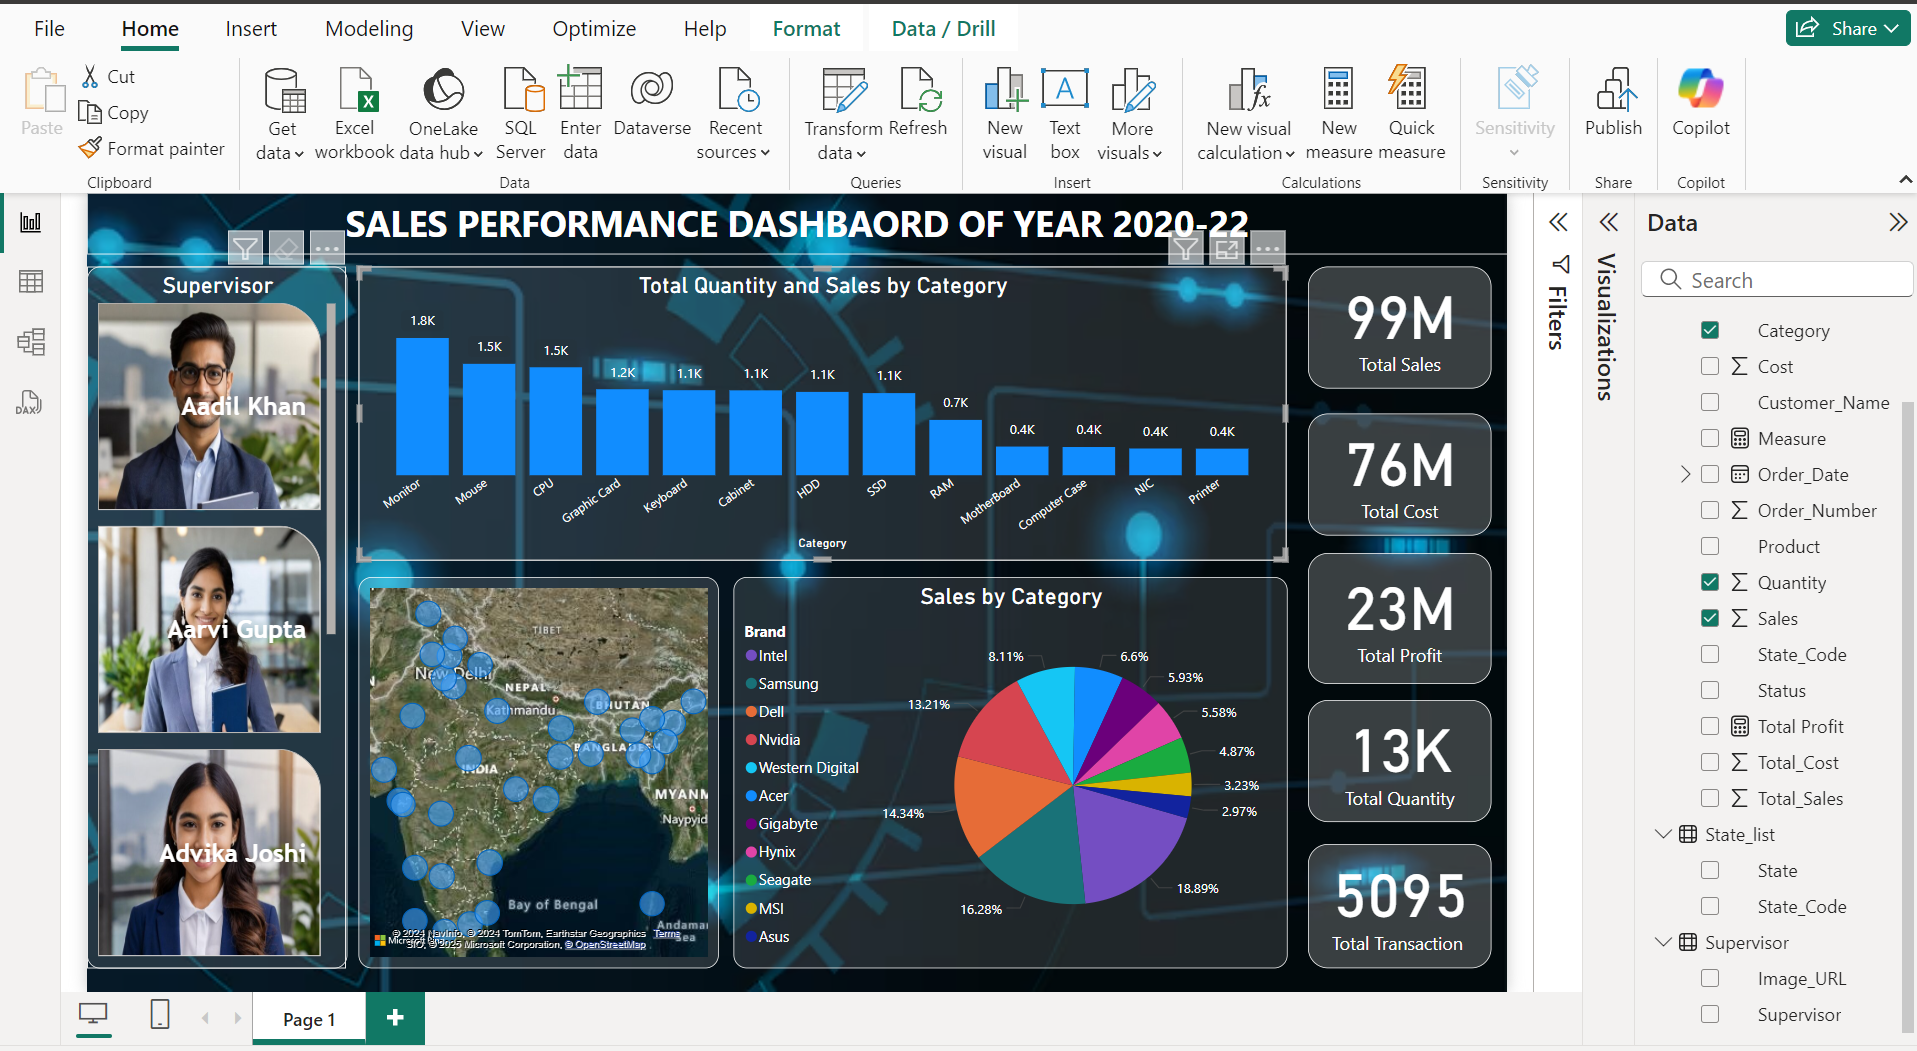 File Home Insert Modeling View Optimize Help Format Data / Drill Share
Paste
Cut
Copy
Format painter
Clipboard
Get data
Excel workbook
OneLake data hub
SQL Server
Enter data
Dataverse
Recent sources
Data
Transform data
Refresh
Queries
New visual
Text box
More visuals
Insert
New visual calculation
New measure
Quick measure
Calculations
Sensitivity
Sensitivity
Publish
Share
Copilot
Copilot
DAX
SALES PERFORMANCE DASHBAORD OF YEAR 2020-22
Supervisor
Aadil Khan
Aarvi Gupta
Advika Joshi
Total Quantity and Sales by Category
1.8K 1.5K 1.5K 1.2K 1.1K 1.1K 1.1K 1.1K 0.7K 0.4K 0.4K 0.4K 0.4K
Monitor Mouse CPU Graphic Card Keyboard Cabinet HDD SSD RAM MotherBoard Computer Case NIC Printer
Category
TIBET
New Delhi
NEPAL
Kathmandu
BHUTAN
BANGLADE
INDIA
MYANM
Naypyid
Bay of Bengal
Andama
Sea
© 2024 TomTom, Earthstar Geographics Terms
© 2025 Microsoft Corporation, © OpenStreetMap
Sales by Category
Brand
Intel
Samsung
Dell
Nvidia
Western Digital
Acer
Gigabyte
Hynix
Seagate
MSI
Asus
8.11%
6.6%
5.93%
5.58%
4.87%
3.23%
2.97%
18.89%
16.28%
14.34%
13.21%
99M
Total Sales
76M
Total Cost
23M
Total Profit
13K
Total Quantity
5095
Total Transaction
Filters
Visualizations
Data
Search
Category
Cost
Customer_Name
Measure
Order_Date
Order_Number
Product
Quantity
Sales
State_Code
Status
Total Profit
Total_Cost
Total_Sales
State_list
State
State_Code
Supervisor
Image_URL
Supervisor
Page 1